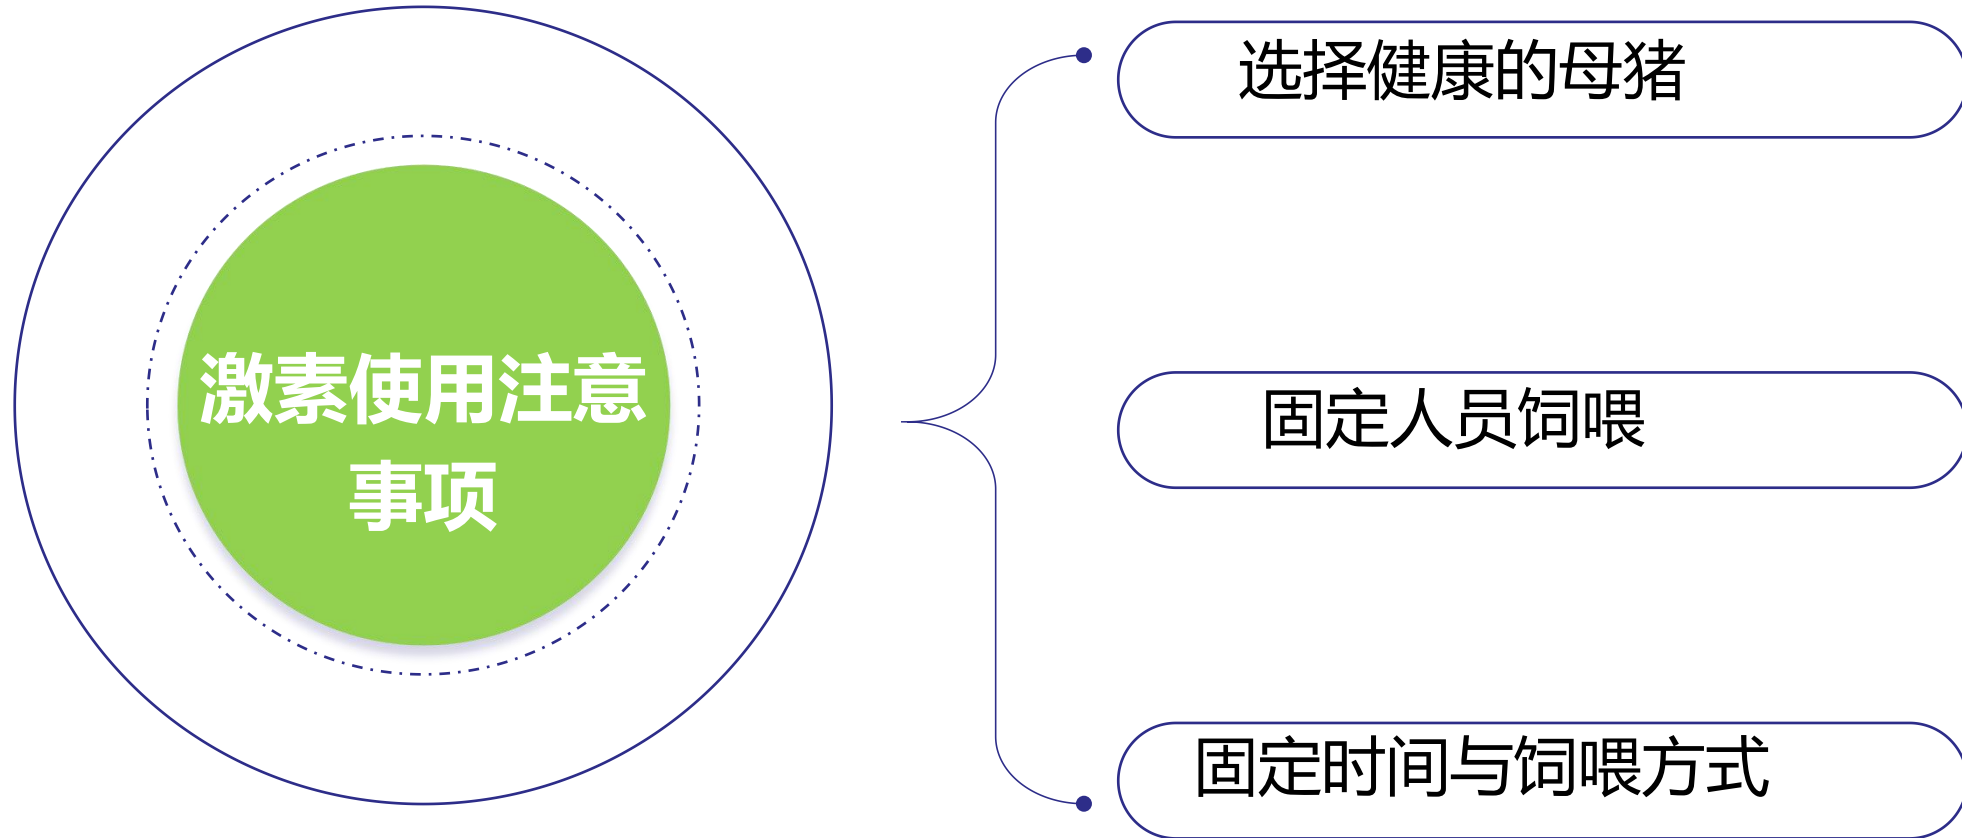 激素使用注意
事项
选择健康的母猪
固定人员饲喂
固定时间与饲喂方式